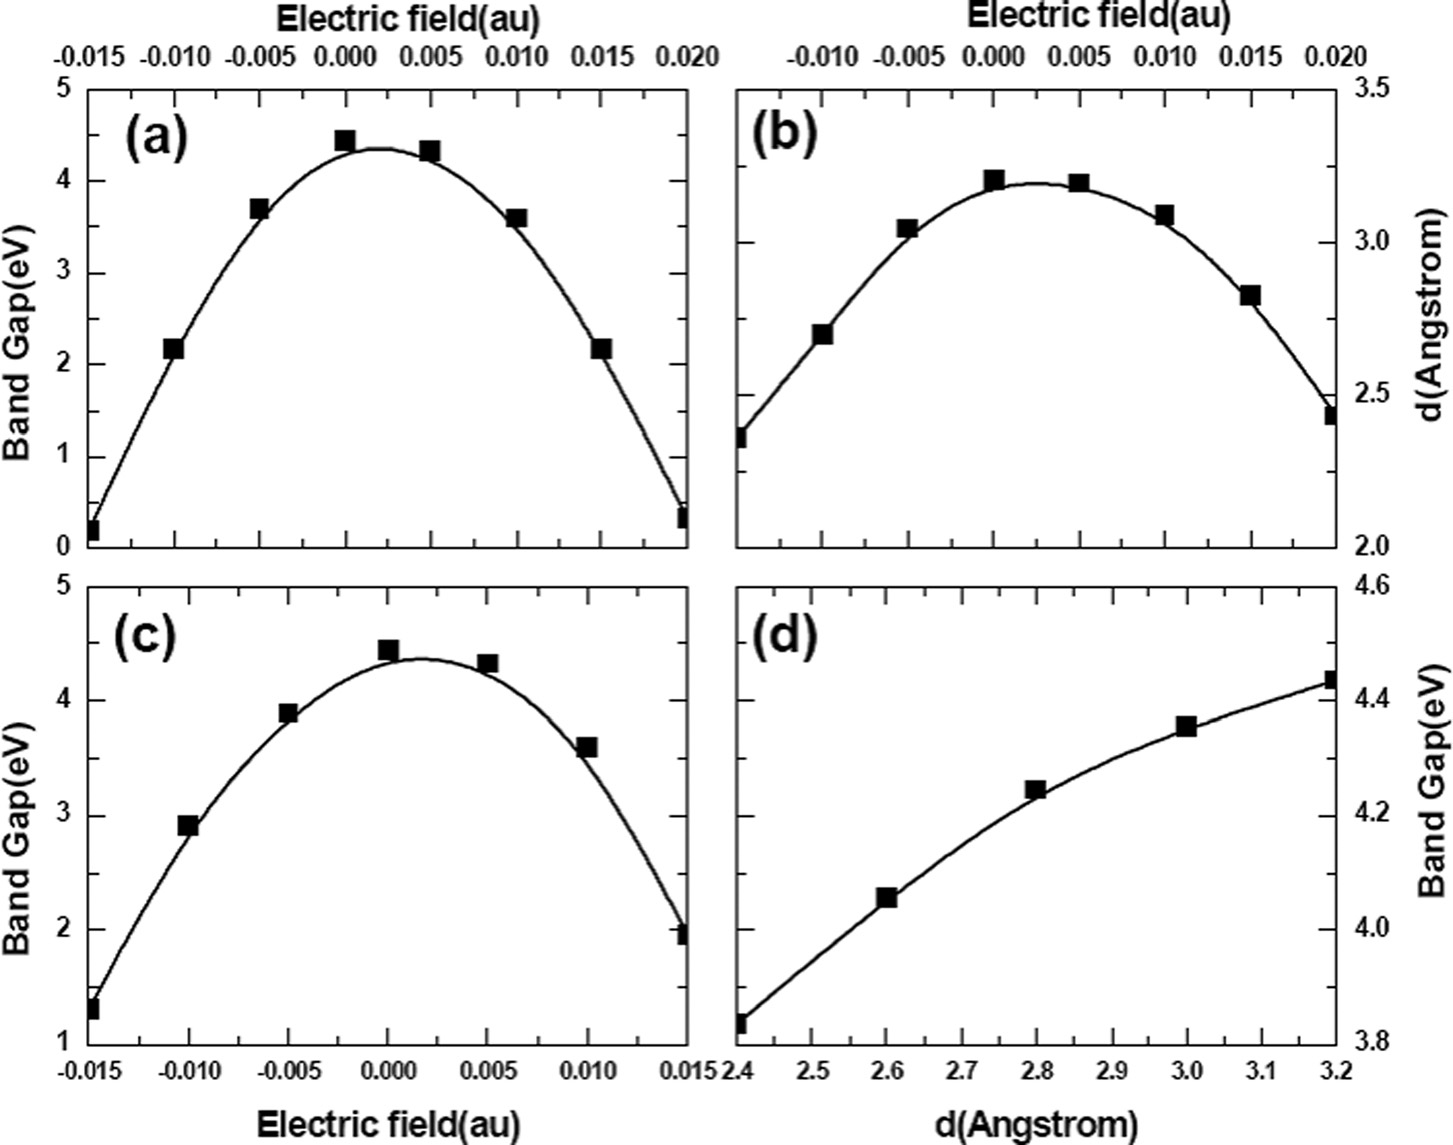 Electric field(au)
-0.015 -0.010 -0.005 0.000 0.005 0.010 0.015 0.020
5
4
3
2
1
0
Band Gap(eV)
(a)
Electric field(au)
-0.010 -0.005 0.000 0.005 0.010 0.015 0.020
(b)
3.5
3.0
2.5
2.0
d(Angstrom)
5
4
3
2
1
Band Gap(eV)
(c)
-0.015 -0.010 -0.005 0.000 0.005 0.010 0.015
Electric field(au)
(d)
4.6
4.4
4.2
4.0
3.8
Band Gap(eV)
2.4 2.5 2.6 2.7 2.8 2.9 3.0 3.1 3.2
d(Angstrom)